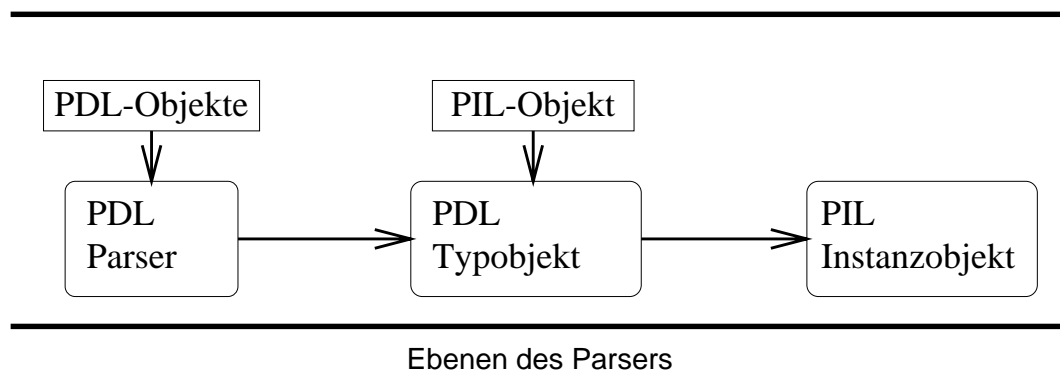 PDL-Objekte
PIL-Objekt
PDL
Parser
PDL
Typobjekt
PIL
Instanzobjekt
Ebenen des Parsers